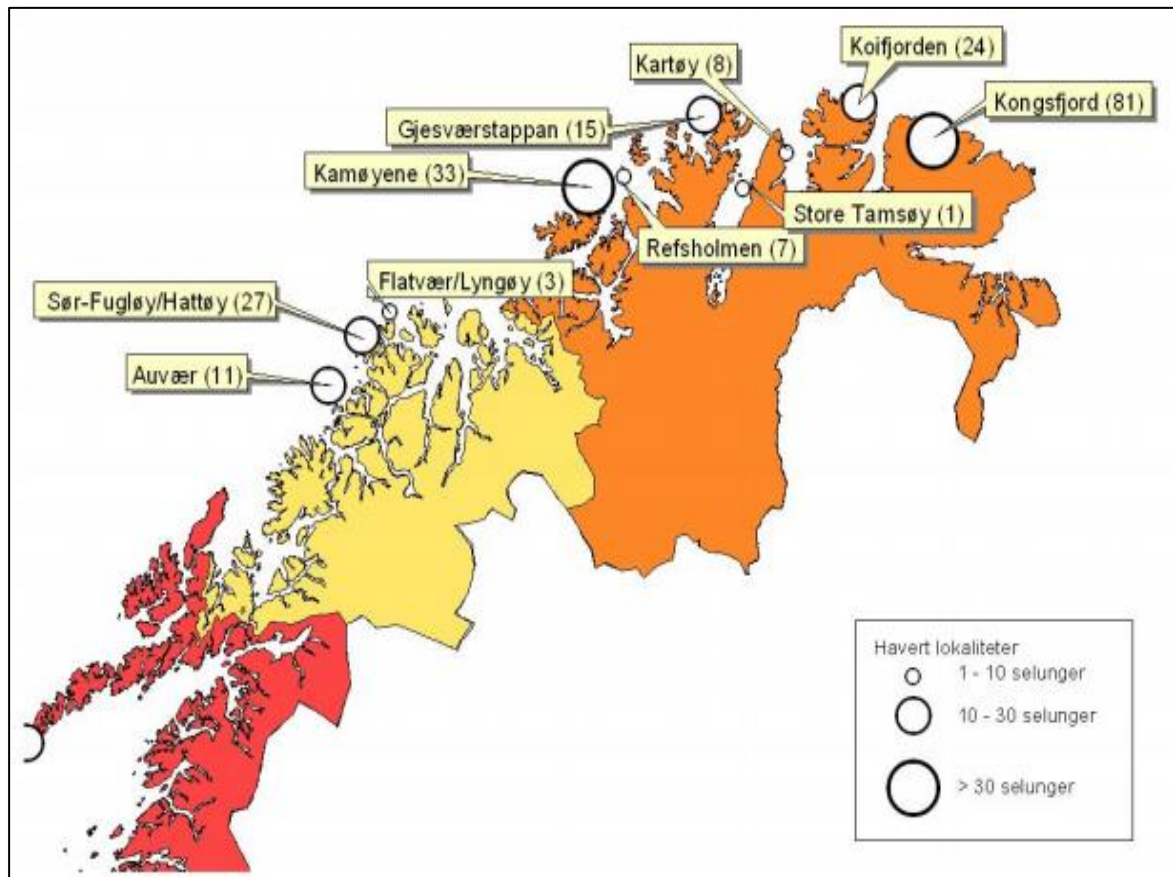 Koifjorden (24)
Kartøy (8)
Kongsfjord (81)
Gjesværstappan (15)
Kamøyene (33)
Store Tamsøy (1)
Refsholmen (7)
Flatvær/Lyngøy (3)
Sør-Fugløy/Hattøy (27)
Auvær (11)
Havert lokaliteter
1 - 10 selunger
10 - 30 selunger
> 30 selunger